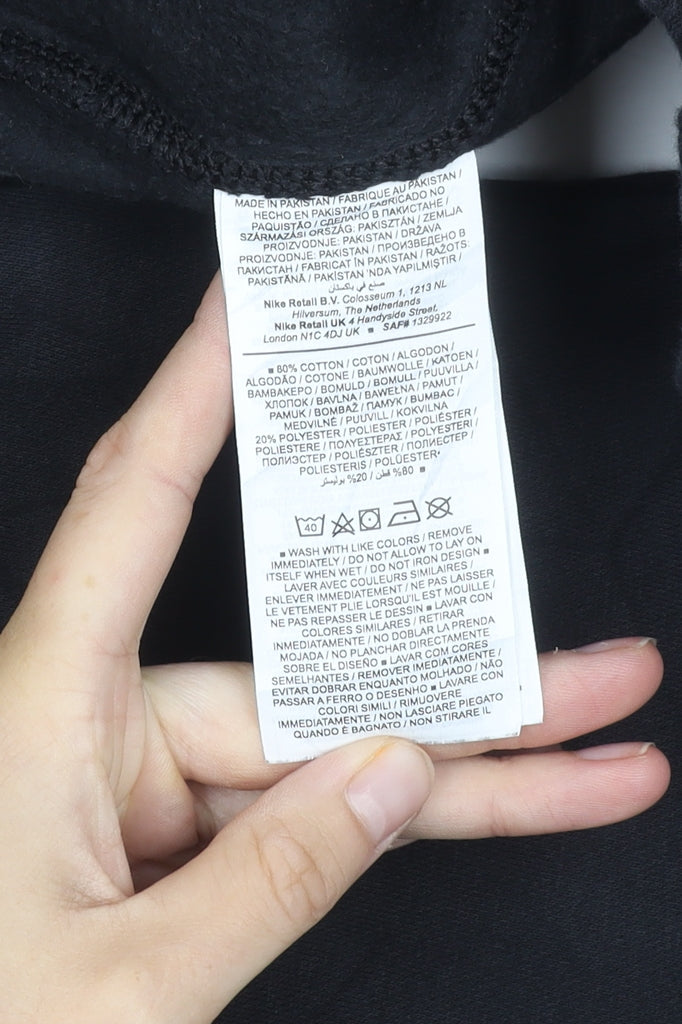 MADE IN PAKISTAN / FABRIQUE AU PAKISTAN /
HECHO EN PAKISTAN / FABRICADO NO
PAQUISTÃO / СДЕЛАНО В ПАКИСТАНЕ /
SZÁRMAZÁSI ORSZÁG: PAKISZTÁN / ZEMLJA
PROIZVODNJE: PAKISTAN / DRŽAVA
PROIZVODNJE: PAKISTAN / ПРОИЗВЕДЕНО В
ПАКИСТАН / FABRICAT ÎN PAKISTAN / RAŽOTS:
PAKISTĀNĀ / PAKİSTAN 'NDA YAPILMIŞTIR /
صنع في باكستان
Nike Retail B.V. Colosseum 1, 1213 NL
Hilversum, The Netherlands
Nike Retail UK 4 Handyside Street,
London N1C 4DJ UK ■ SAF# 1329922
■ 80% COTTON / COTON / ALGODON /
ALGODÃO / COTONE / BAUMWOLLE / KATOEN /
ΒΑΜΒΑΚΕΡΟ / BOMULD / BOMULL / PUUVILLA /
ХЛОПОК / BAVLNA / BAWEŁNA / PAMUT /
PAMUK / BOMBAŽ / ПАМУК / BUMBAC /
MEDVILNĖ / PUUVILL / KOKVILNA
20% POLYESTER / POLIÉSTER / POLIÉSTER /
POLIESTERE / ΠΟΛΥΕΣΤΕΡΑΣ / POLYESTERI /
ПОЛИЭСТЕР / POLIÉSZTER / ПОЛИЕСТЕР /
POLIESTERIS / POLÜESTER
80% قطن / 20% بوليستر ■
40
■ WASH WITH LIKE COLORS / REMOVE
IMMEDIATELY / DO NOT ALLOW TO LAY ON
ITSELF WHEN WET / DO NOT IRON DESIGN ■
LAVER AVEC COULEURS SIMILAIRES /
ENLEVER IMMEDIATEMENT / NE PAS LAISSER
LE VETEMENT PLIE LORSQU'IL EST MOUILLE /
NE PAS REPASSER LE DESSIN ■ LAVAR CON
COLORES SIMILARES / RETIRAR
INMEDIATAMENTE / NO DOBLAR LA PRENDA
MOJADA / NO PLANCHAR DIRECTAMENTE
SOBRE EL DISEÑO ■ LAVAR COM CORES
SEMELHANTES / REMOVER IMEDIATAMENTE /
EVITAR DOBRAR ENQUANTO MOLHADO / NÃO
PASSAR A FERRO O DESENHO ■ LAVARE CON
COLORI SIMILI / RIMUOVERE
IMMEDIATAMENTE / NON LASCIARE PIEGATO
QUANDO È BAGNATO / NON STIRARE IL